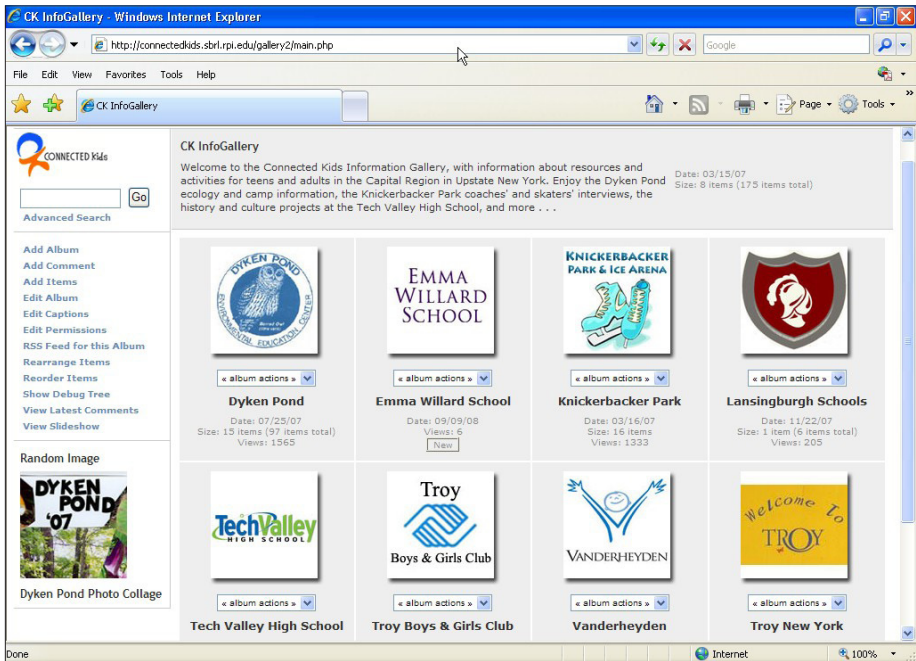 CK InfoGallery - Windows Internet Explorer
http://connectedkids.sbrl.rpi.edu/gallery2/main.php
Google
File Edit View Favorites Tools Help
CK InfoGallery
Page Tools
CONNECTED kids
Go
Advanced Search
Add Album
Add Comment
Add Items
Edit Album
Edit Captions
Edit Permissions
RSS Feed for this Album
Rearrange Items
Reorder Items
Show Debug Tree
View Latest Comments
View Slideshow
Random Image
DYKEN
POND
'07
Dyken Pond Photo Collage
CK InfoGallery
Welcome to the Connected Kids Information Gallery, with information about resources and
activities for teens and adults in the Capital Region in Upstate New York. Enjoy the Dyken Pond
ecology and camp information, the Knickerbacker Park coaches' and skaters' interviews, the
history and culture projects at the Tech Valley High School, and more . . .
Date: 03/15/07
Size: 8 items (175 items total)
DYKEN POND
ENVIRONMENTAL EDUCATION CENTER
Barred Owl
« album actions »
Dyken Pond
Date: 07/25/07
Size: 15 items (97 items total)
Views: 1565
EMMA
WILLARD
SCHOOL
« album actions »
Emma Willard School
Date: 09/09/08
Views: 6
New
KNICKERBACKER
PARK & ICE ARENA
« album actions »
Knickerbacker Park
Date: 03/16/07
Size: 16 items
Views: 1333
« album actions »
Lansingburgh Schools
Date: 11/22/07
Size: 1 item (6 items total)
Views: 205
TechValley
HIGH SCHOOL
« album actions »
Tech Valley High School
Troy
Boys & Girls Club
« album actions »
Troy Boys & Girls Club
VANDERHEYDEN
« album actions »
Vanderheyden
Welcome To
TROY
« album actions »
Troy New York
Done
Internet
100%